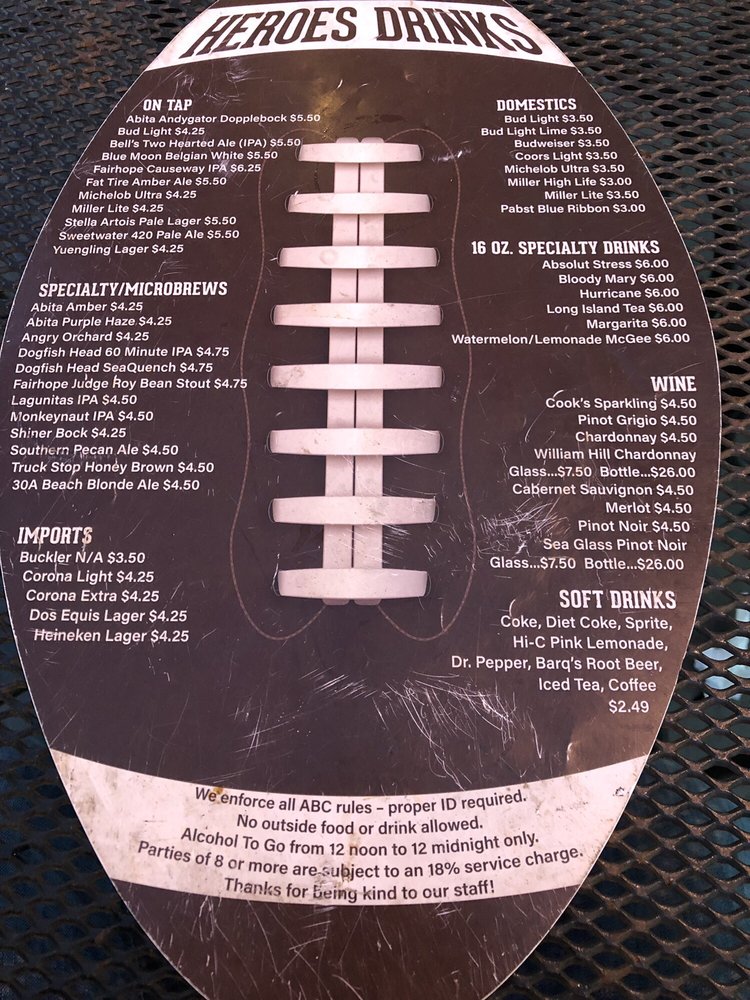 HEROES DRINKS
ON TAP
Abita Andygator Dopplebock $5.50
Bud Light $4.25
Bell's Two Hearted Ale (IPA) $5.50
Blue Moon Belgian White $5.50
Fairhope Causeway IPA $6.25
Fat Tire Amber Ale $5.50
Michelob Ultra $4.25
Miller Lite $4.25
Stella Artois Pale Lager $5.50
Sweetwater 420 Pale Ale $5.50
Yuengling Lager $4.25
SPECIALTY/MICROBREWS
Abita Amber $4.25
Abita Purple Haze $4.25
Angry Orchard $4.25
Dogfish Head 60 Minute IPA $4.75
Dogfish Head SeaQuench $4.75
Fairhope Judge Roy Bean Stout $4.75
Lagunitas IPA $4.50
Monkeynaut IPA $4.50
Shiner Bock $4.25
Southern Pecan Ale $4.50
Truck Stop Honey Brown $4.50
30A Beach Blonde Ale $4.50
IMPORTS
Buckler N/A $3.50
Corona Light $4.25
Corona Extra $4.25
Dos Equis Lager $4.25
Heineken Lager $4.25
DOMESTICS
Bud Light $3.50
Bud Light Lime $3.50
Budweiser $3.50
Coors Light $3.50
Michelob Ultra $3.50
Miller High Life $3.00
Miller Lite $3.50
Pabst Blue Ribbon $3.00
16 OZ. SPECIALTY DRINKS
Absolut Stress $6.00
Bloody Mary $6.00
Hurricane $6.00
Long Island Tea $6.00
Margarita $6.00
Watermelon/Lemonade McGee $6.00
WINE
Cook's Sparkling $4.50
Pinot Grigio $4.50
Chardonnay $4.50
William Hill Chardonnay
Glass...$7.50 Bottle...$26.00
Cabernet Sauvignon $4.50
Merlot $4.50
Pinot Noir $4.50
Sea Glass Pinot Noir
Glass...$7.50 Bottle...$26.00
SOFT DRINKS
Coke, Diet Coke, Sprite,
Hi-C Pink Lemonade,
Dr. Pepper, Barq's Root Beer,
Iced Tea, Coffee
$2.49
We enforce all ABC rules – proper ID required.
No outside food or drink allowed.
Alcohol To Go from 12 noon to 12 midnight only.
Parties of 8 or more are subject to an 18% service charge.
Thanks for being kind to our staff!